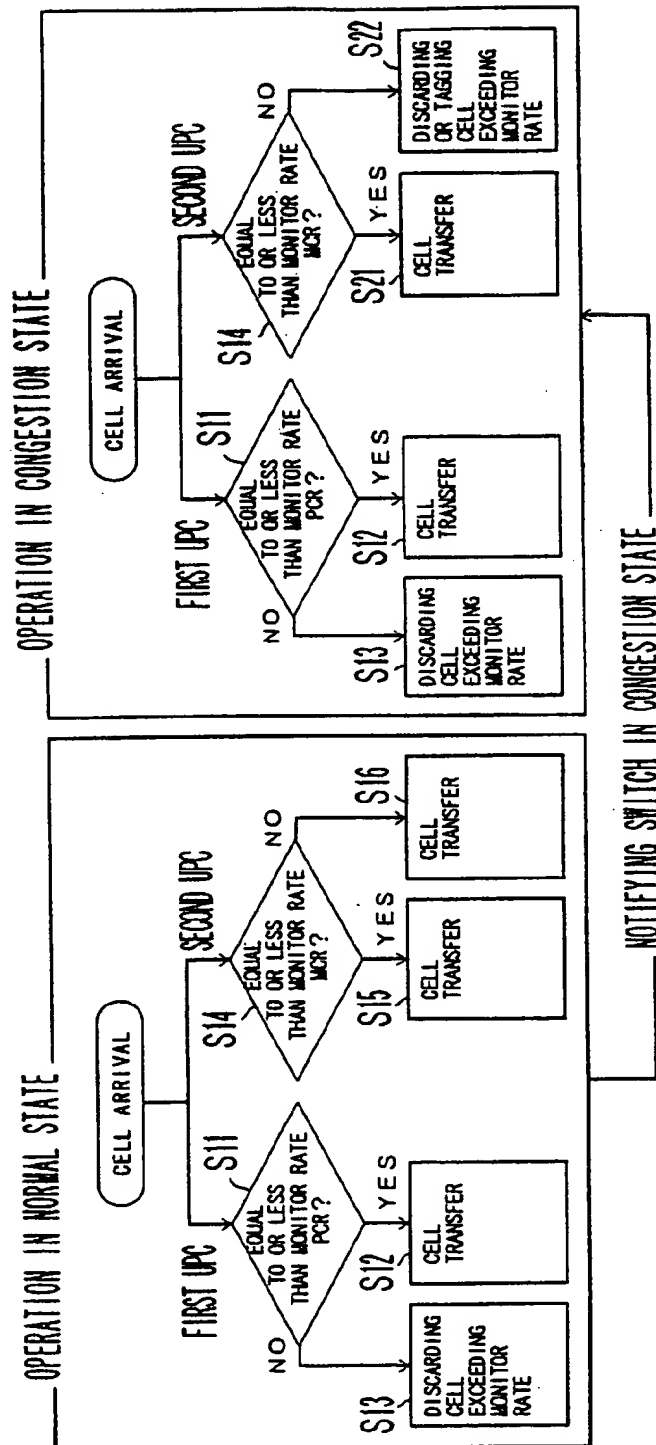 OPERATION IN NORMAL STATE
CELL ARRIVAL
FIRST UPC
SECOND UPC
S11
EQUAL
TO OR LESS
THAN MONITOR RATE
PCR?
NO
YES
S13
DISCARDING
CELL
EXCEEDING
MONITOR
RATE
S12
CELL
TRANSFER
S14
EQUAL
TO OR LESS
THAN MONITOR RATE
MCR?
NO
YES
S15
CELL
TRANSFER
S16
CELL
TRANSFER
OPERATION IN CONGESTION STATE
CELL ARRIVAL
FIRST UPC
SECOND UPC
S11
EQUAL
TO OR LESS
THAN MONITOR RATE
PCR?
NO
YES
S13
DISCARDING
CELL
EXCEEDING
MONITOR
RATE
S12
CELL
TRANSFER
S14
EQUAL
TO OR LESS
THAN MONITOR RATE
MCR?
NO
YES
S21
CELL
TRANSFER
S22
DISCARDING
OR TAGGING
CELL
EXCEEDING
MONITOR
RATE
NOTIFYING SWITCH IN CONGESTION STATE